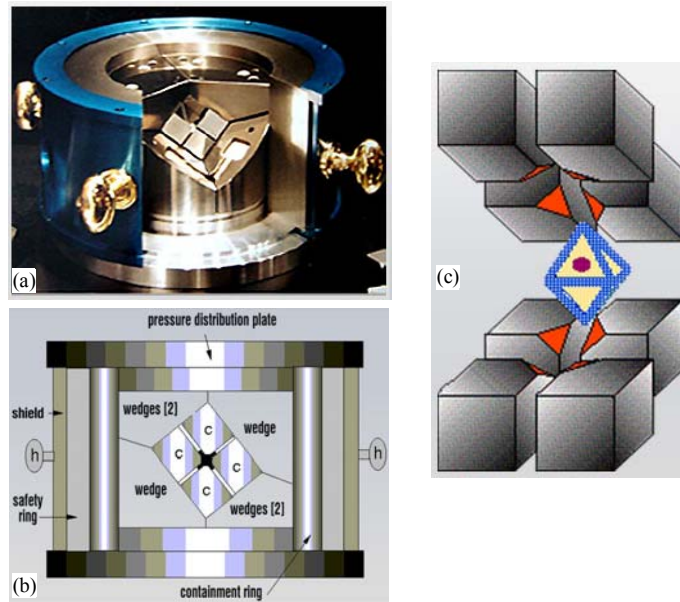 (a)
pressure distribution plate
shield
wedges [2]
wedge
h
C
C
C
C
h
safety
ring
wedge
wedges [2]
(b)
containment ring
(c)